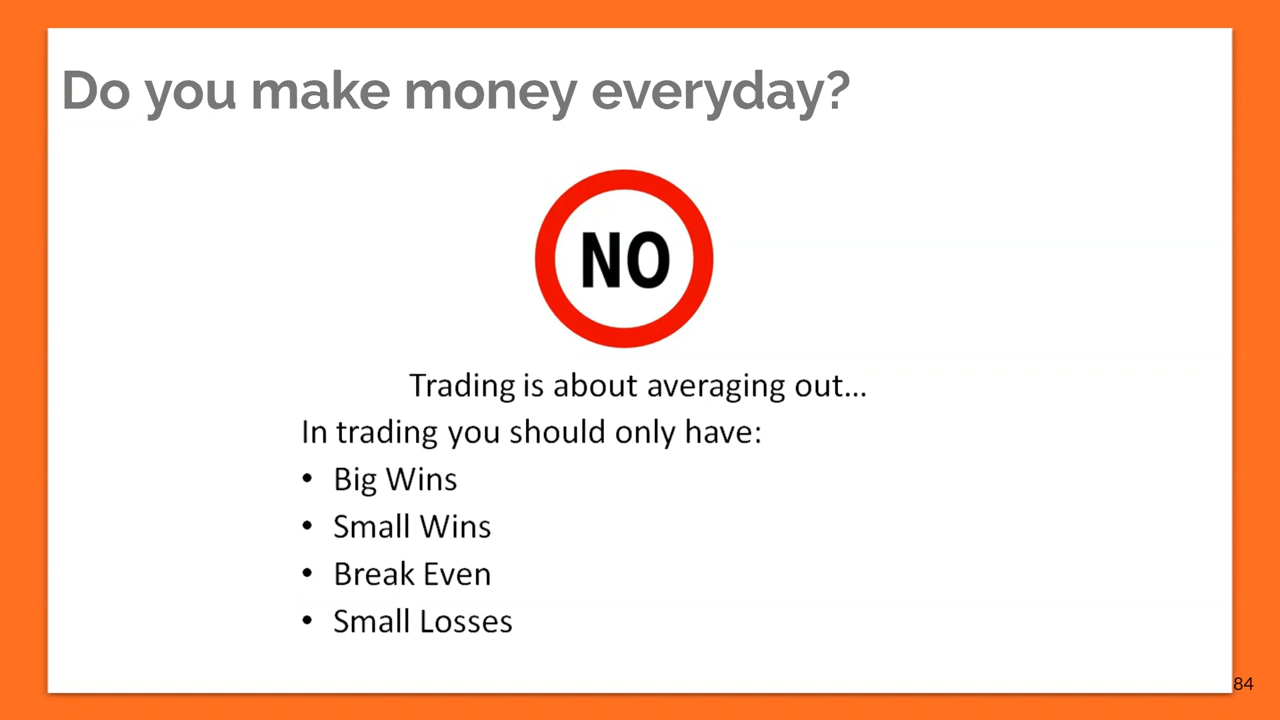 Do you make money everyday?
NO
Trading is about averaging out...
In trading you should only have:
• Big Wins
• Small Wins
• Break Even
• Small Losses
84